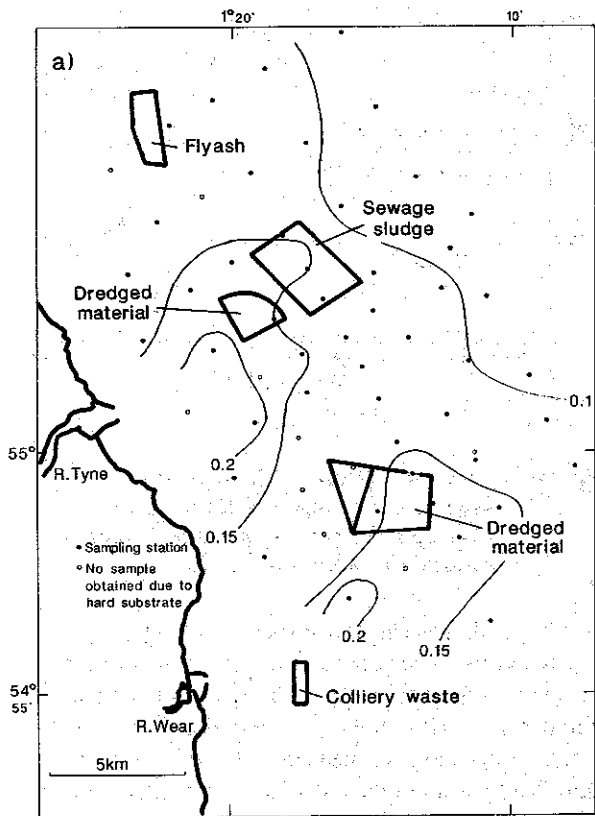 1° 20'
10'
a)
Flyash
Sewage
sludge
Dredged
material
0.1
55°
R.Tyne
0.2
0.15
Dredged
material
• Sampling station
° No sample
obtained due to
hard substrate
0.2
0.15
54°
55'
Colliery waste
R.Wear
5km